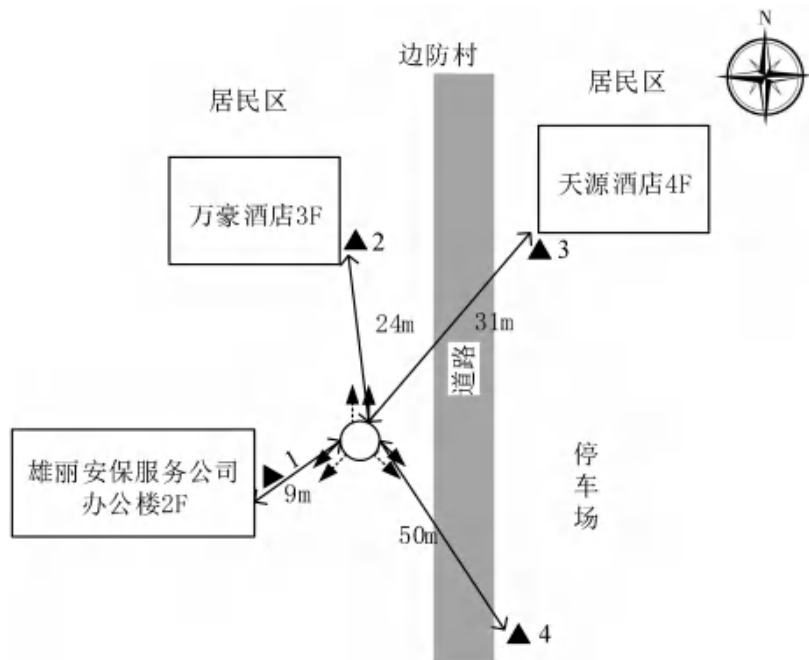 N
边防村
居民区
居民区
万豪酒店3F
天源酒店4F
2
3
24m
31m
道路
雄丽安保服务公司
办公楼2F
1
9m
停车场
50m
4